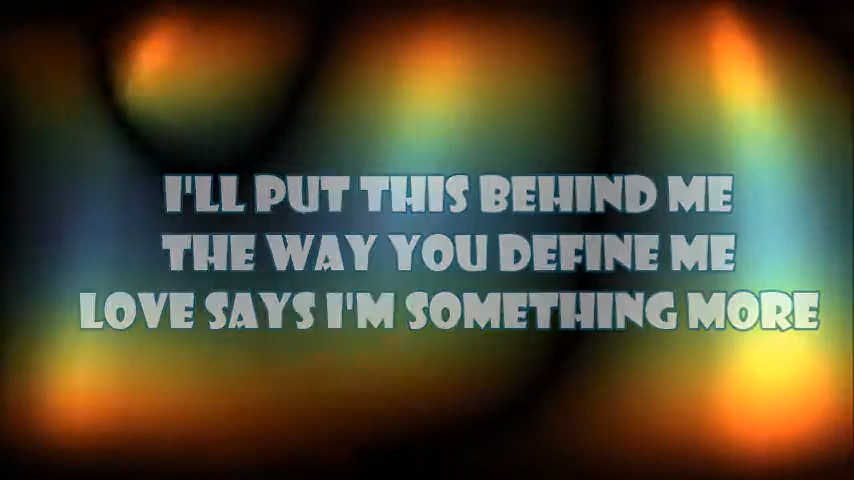 I'LL PUT THIS BEHIND ME
THE WAY YOU DEFINE ME
LOVE SAYS I'M SOMETHING MORE